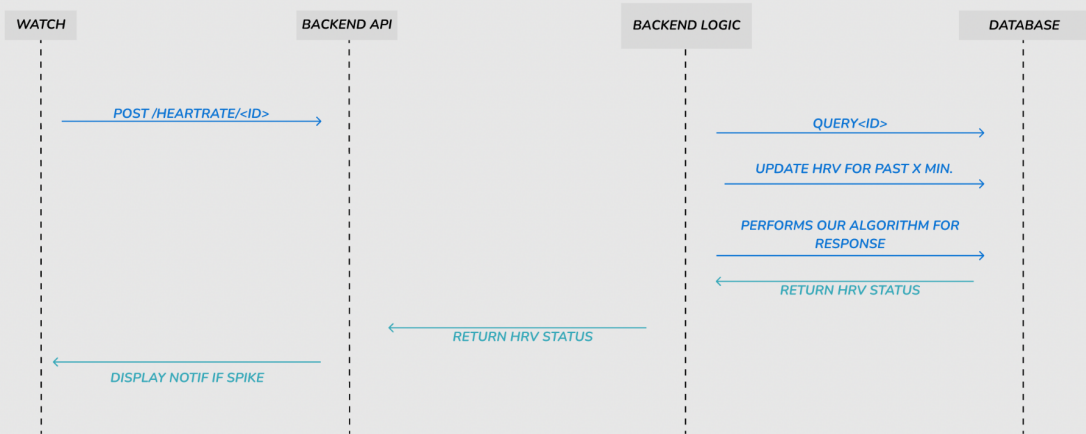 WATCH
BACKEND API
BACKEND LOGIC
DATABASE
POST /HEARTRATE/<ID>
QUERY<ID>
UPDATE HRV FOR PAST X MIN.
PERFORMS OUR ALGORITHM FOR
RESPONSE
RETURN HRV STATUS
RETURN HRV STATUS
DISPLAY NOTIF IF SPIKE